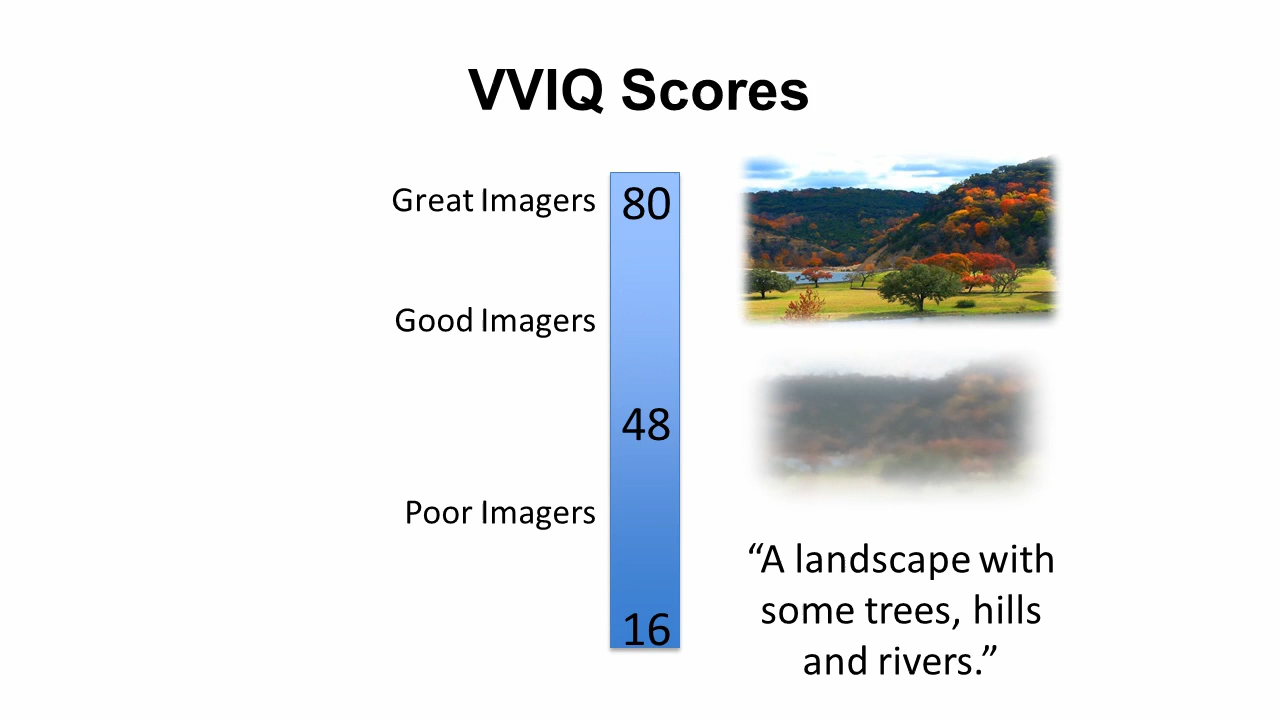 VVIQ Scores
Great Imagers
80
Good Imagers
48
Poor Imagers
16
“A landscape with
some trees, hills
and rivers.”